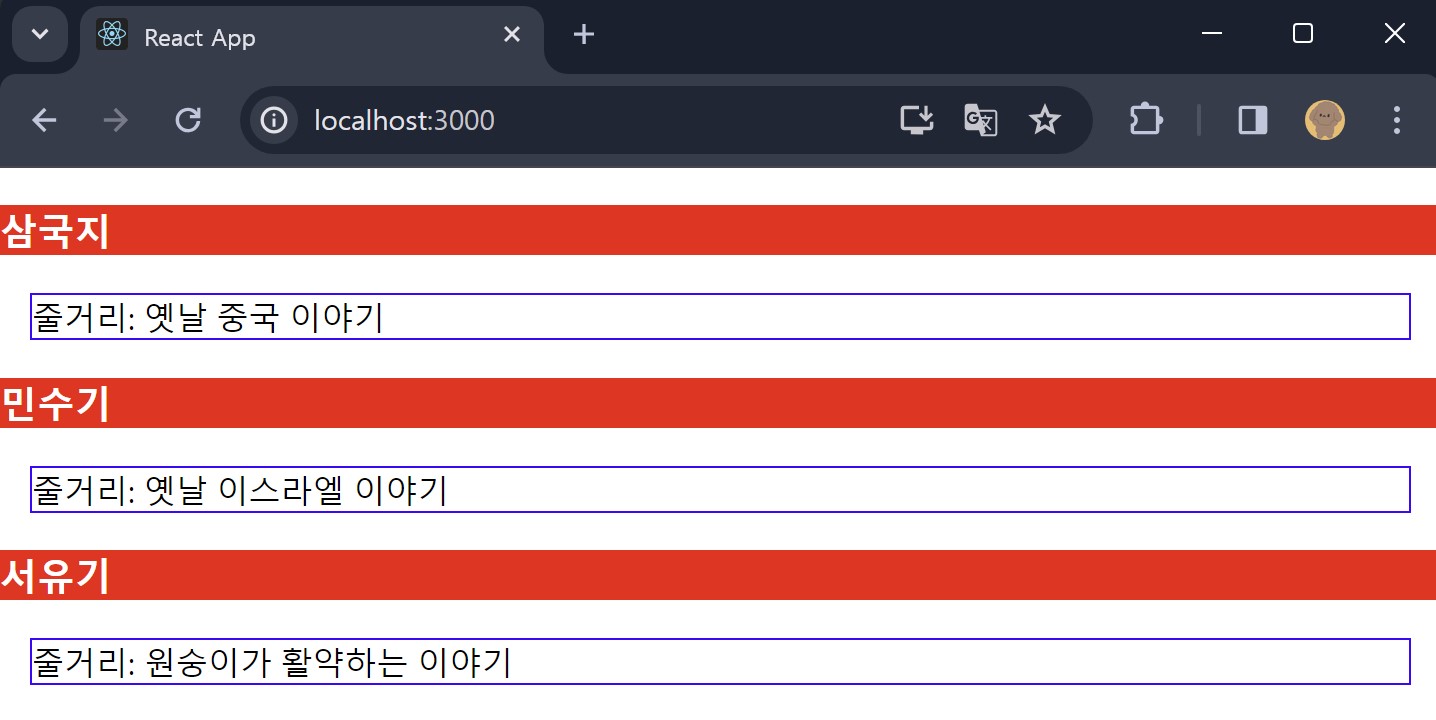 React App
localhost:3000
삼국지
줄거리: 옛날 중국 이야기
민수기
줄거리: 옛날 이스라엘 이야기
서유기
줄거리: 원숭이가 활약하는 이야기